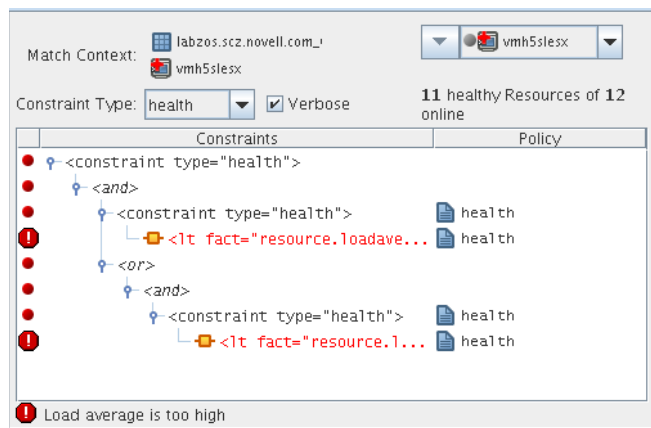 Match Context: labzos.scz.novell.com_
vmh5slesx
vmh5slesx
Constraint Type: health Verbose
11 healthy Resources of 12 online
Constraints Policy
<constraint type="health">
<and>
<constraint type="health"> health
<lt fact="resource.loadave... health
<or>
<and>
<constraint type="health"> health
<lt fact="resource.l... health
Load average is too high